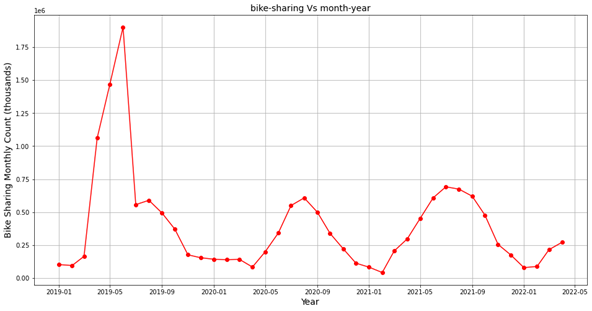 bike-sharing Vs month-year
1e6
Bike Sharing Monthly Count (thousands)
1.75
1.50
1.25
1.00
0.75
0.50
0.25
0.00
2019-01 2019-05 2019-09 2020-01 2020-05 2020-09 2021-01 2021-05 2021-09 2022-01 2022-05
Year